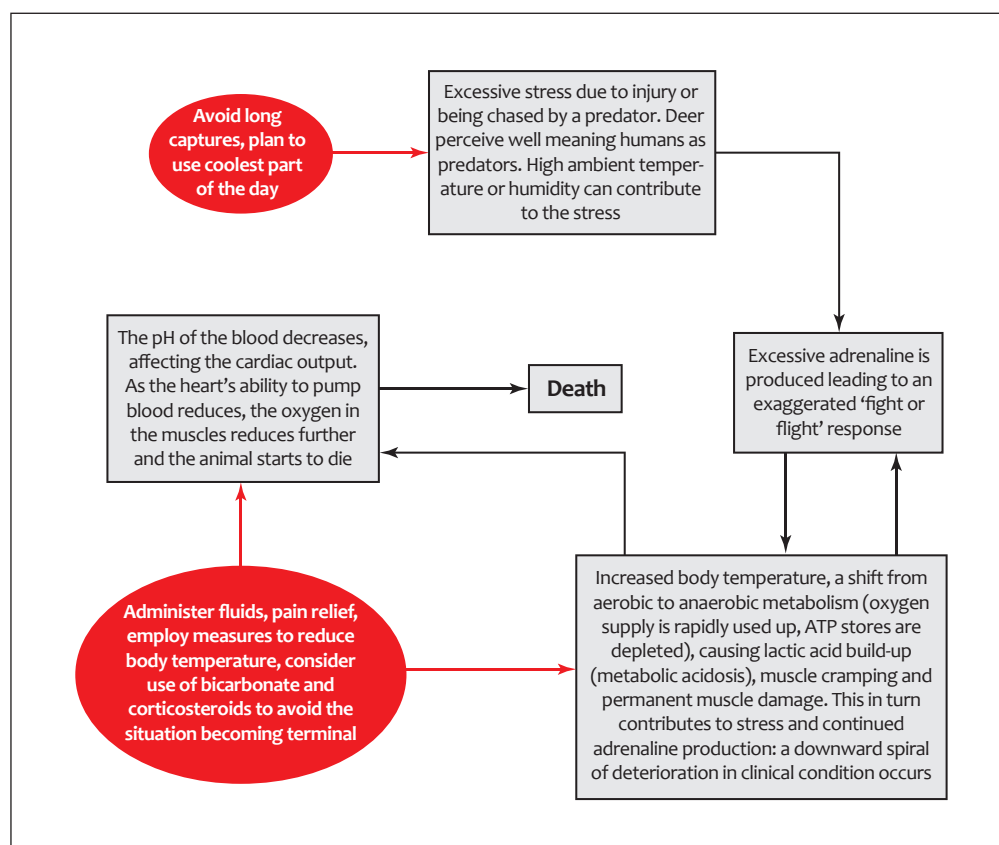 Avoid long
captures, plan to
use coolest part
of the day
Excessive stress due to injury or
being chased by a predator. Deer
perceive well meaning humans as
predators. High ambient temper-
ature or humidity can contribute
to the stress
Excessive adrenaline is
produced leading to an
exaggerated ‘fight or
flight’ response
Increased body temperature, a shift from
aerobic to anaerobic metabolism (oxygen
supply is rapidly used up, ATP stores are
depleted), causing lactic acid build-up
(metabolic acidosis), muscle cramping and
permanent muscle damage. This in turn
contributes to stress and continued
adrenaline production: a downward spiral
of deterioration in clinical condition occurs
The pH of the blood decreases,
affecting the cardiac output.
As the heart’s ability to pump
blood reduces, the oxygen in
the muscles reduces further
and the animal starts to die
Death
Administer fluids, pain relief,
employ measures to reduce
body temperature, consider
use of bicarbonate and
corticosteroids to avoid the
situation becoming terminal